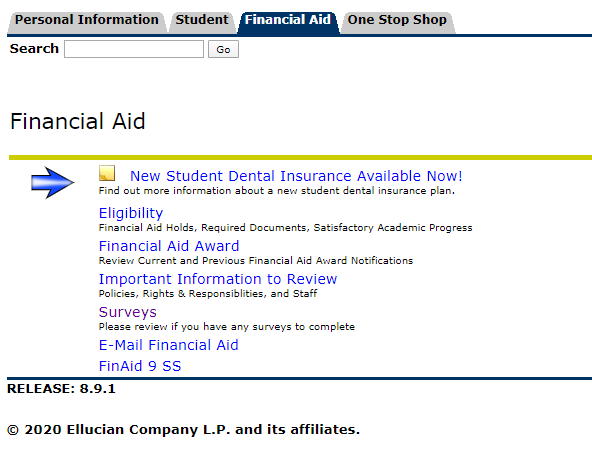 Personal Information Student Financial Aid One Stop Shop
Search Go
Financial Aid
New Student Dental Insurance Available Now!
Find out more information about a new student dental insurance plan.
Eligibility
Financial Aid Holds, Required Documents, Satisfactory Academic Progress
Financial Aid Award
Review Current and Previous Financial Aid Award Notifications
Important Information to Review
Policies, Rights & Responsiblities, and Staff
Surveys
Please review if you have any surveys to complete
E-Mail Financial Aid
FinAid 9 SS
RELEASE: 8.9.1
© 2020 Ellucian Company L.P. and its affiliates.